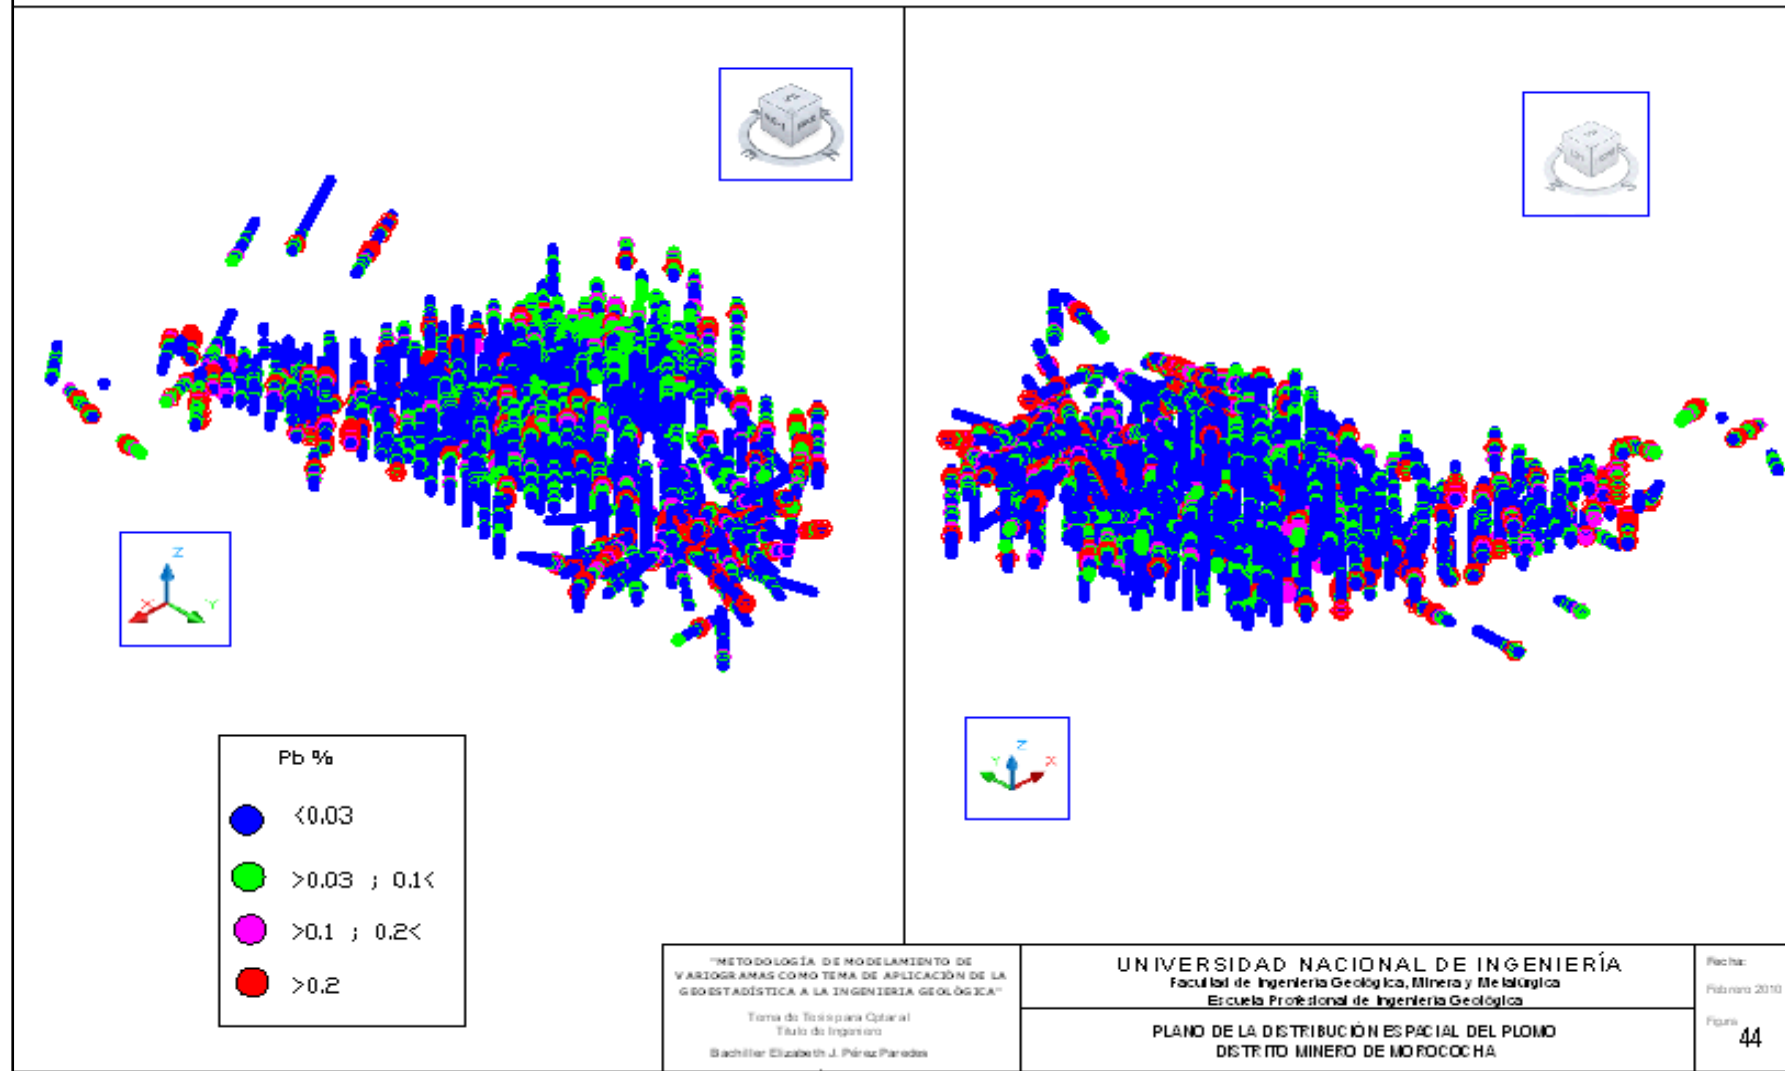 Z
X
Y
Y
Z
X
Pb %
<0.03
>0.03 ; 0.1<
>0.1 ; 0.2<
>0.2
"METODOLOGÍA DE MODELAMIENTO DE
VARIOGRAMAS COMO TEMA DE APLICACIÓN DE LA
GEOESTADÍSTICA A LA INGENIERIA GEOLÓGICA"
Tema de Tesis para Optar al
Título de Ingeniero
Bachiller Elizabeth J. Pérez Paredes
UNIVERSIDAD NACIONAL DE INGENIERÍA
Facultad de Ingeniería Geológica, Minera y Metalúrgica
Escuela Profesional de Ingeniería Geológica
PLANO DE LA DISTRIBUCIÓN ESPACIAL DEL PLOMO
DISTRITO MINERO DE MOROCOCHA
Fecha:
Febrero 2010
Figura
44